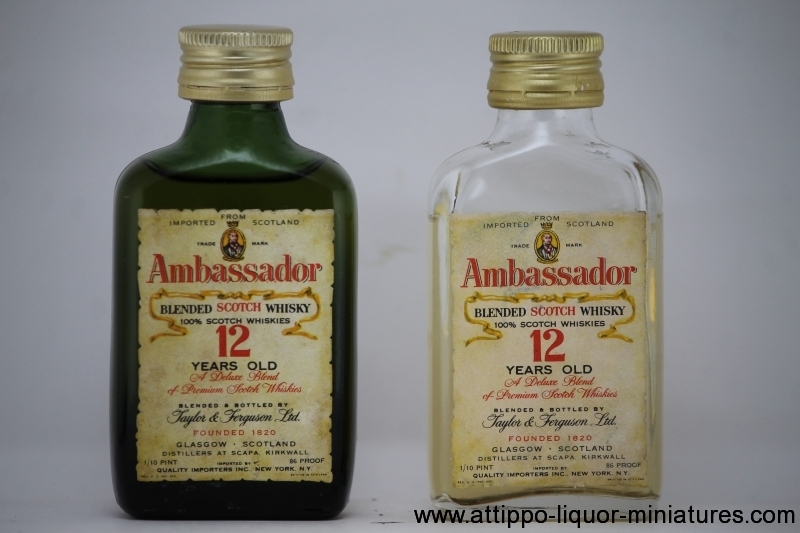 FROM
IMPORTED SCOTLAND
TRADE MARK
Ambassador
BLENDED SCOTCH WHISKY
100% SCOTCH WHISKIES
12
YEARS OLD
A Deluxe Blend
of Premium Scotch Whiskies
BLENDED & BOTTLED BY
Taylor & Ferguson, Ltd.
FOUNDED 1820
GLASGOW · SCOTLAND
DISTILLERS AT SCAPA, KIRKWALL
1/10 PINT IMPORTED BY 86 PROOF
QUALITY IMPORTERS INC., NEW YORK, N.Y.
FROM
IMPORTED SCOTLAND
TRADE MARK
Ambassador
BLENDED SCOTCH WHISKY
100% SCOTCH WHISKIES
12
YEARS OLD
A Deluxe Blend
of Premium Scotch Whiskies
BLENDED & BOTTLED BY
Taylor & Ferguson, Ltd.
FOUNDED 1820
GLASGOW · SCOTLAND
DISTILLERS AT SCAPA, KIRKWALL
1/10 PINT IMPORTED BY 86 PROOF
QUALITY IMPORTERS INC., NEW YORK, N.Y.
www.attippo-liquor-miniatures.com